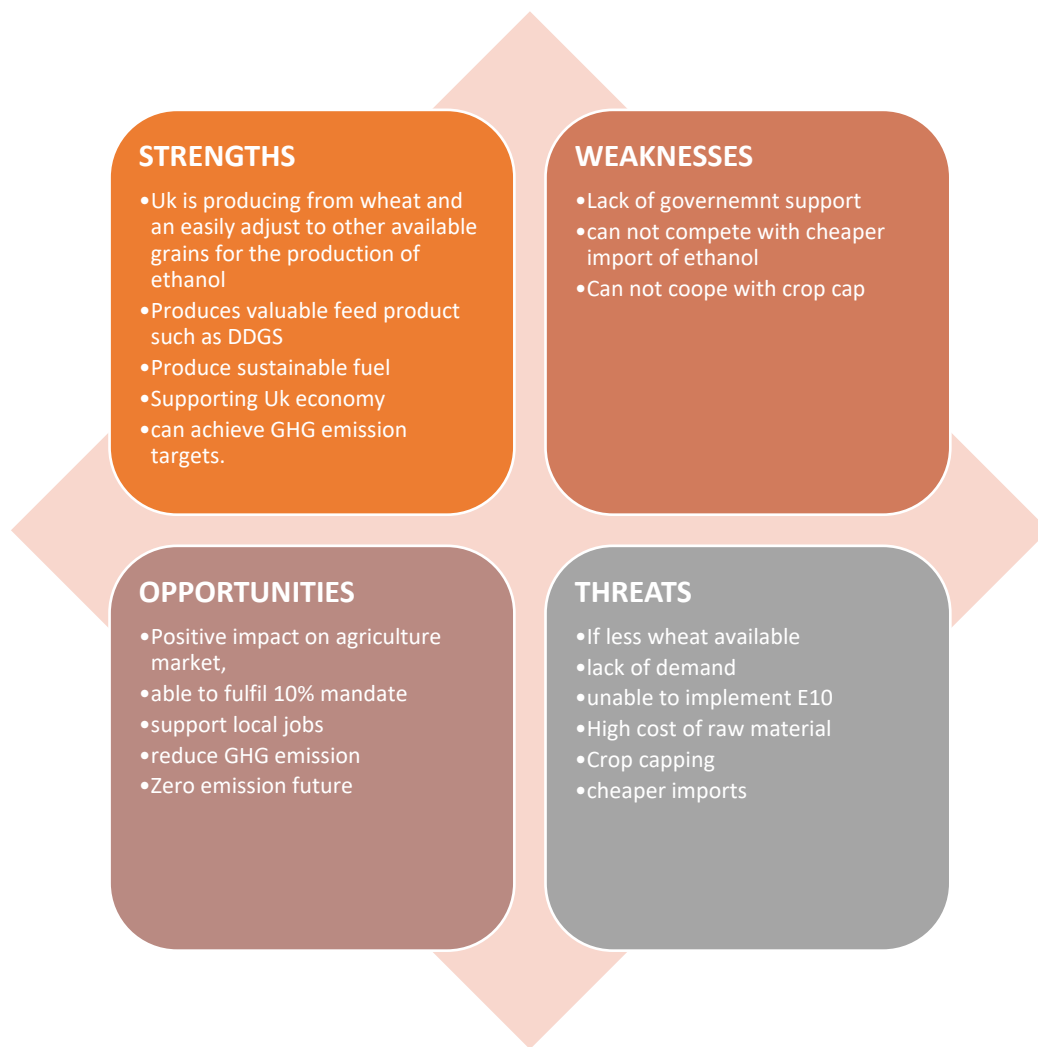 STRENGTHS
•Uk is producing from wheat and
an easily adjust to other available
grains for the production of
ethanol
•Produces valuable feed product
such as DDGS
•Produce sustainable fuel
•Supporting Uk economy
•can achieve GHG emission
targets.
WEAKNESSES
•Lack of governemnt support
•can not compete with cheaper
import of ethanol
•Can not coope with crop cap
OPPORTUNITIES
•Positive impact on agriculture
market,
•able to fulfil 10% mandate
•support local jobs
•reduce GHG emission
•Zero emission future
THREATS
•If less wheat available
•lack of demand
•unable to implement E10
•High cost of raw material
•Crop capping
•cheaper imports